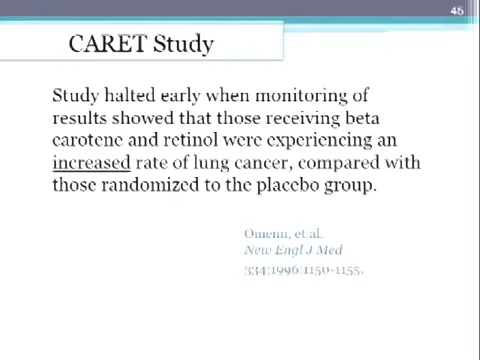 45
CARET Study
Study halted early when monitoring of
results showed that those receiving beta
carotene and retinol were experiencing an
increased rate of lung cancer, compared with
those randomized to the placebo group.
Omenn, et.al.
New Engl J Med
334;1996:1150-1155.